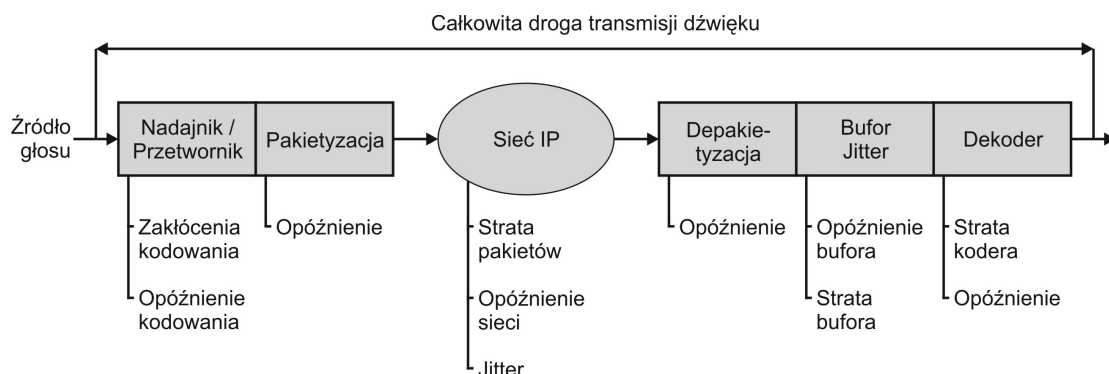 Całkowita droga transmisji dźwięku
Źródło
głosu
Nadajnik /
Przetwornik
Pakietyzacja
Sieć IP
Depakie-
tyzacja
Bufor
Jitter
Dekoder
Zakłócenia
kodowania
Opóźnienie
kodowania
Opóźnienie
Strata
pakietów
Opóźnienie
sieci
Jitter
Opóźnienie
Opóźnienie
bufora
Strata
bufora
Strata
kodera
Opóźnienie